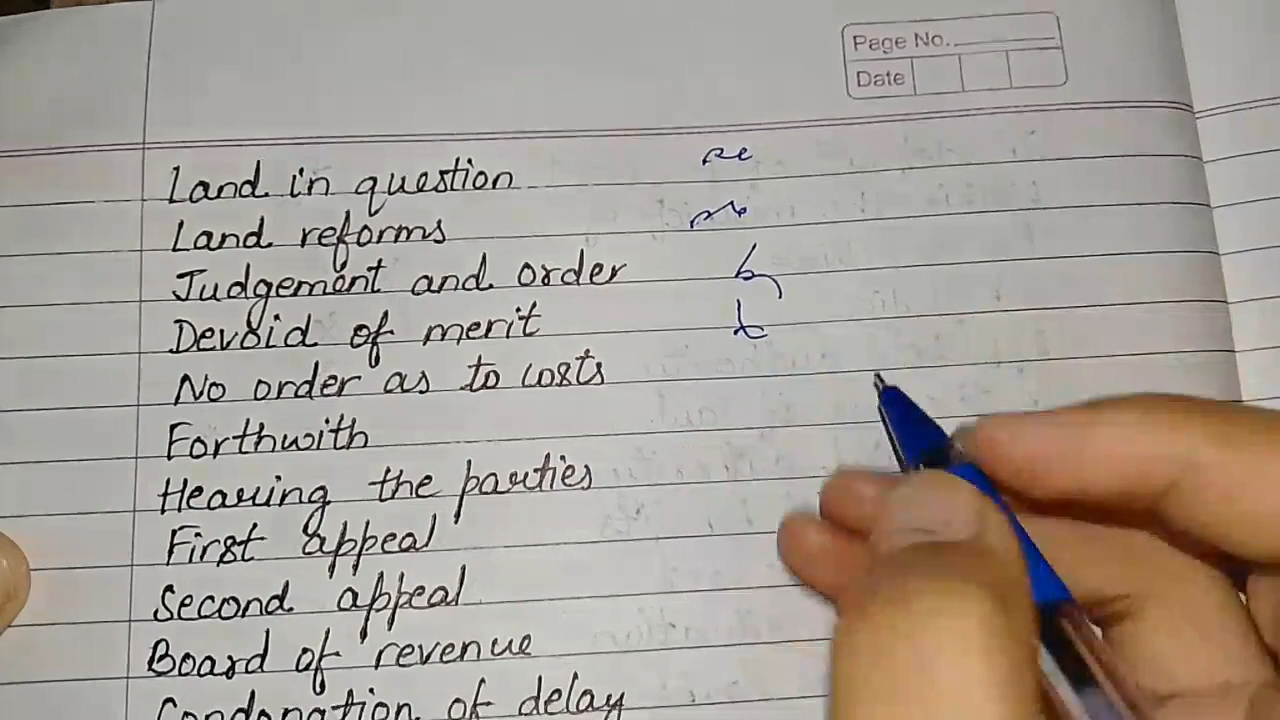 Page No.
Date
Land in question
Land reforms
Judgement and order
Devoid of merit
No order as to costs
Forthwith
Hearing the parties
First appeal
Second appeal
Board of revenue
Condonation of delay